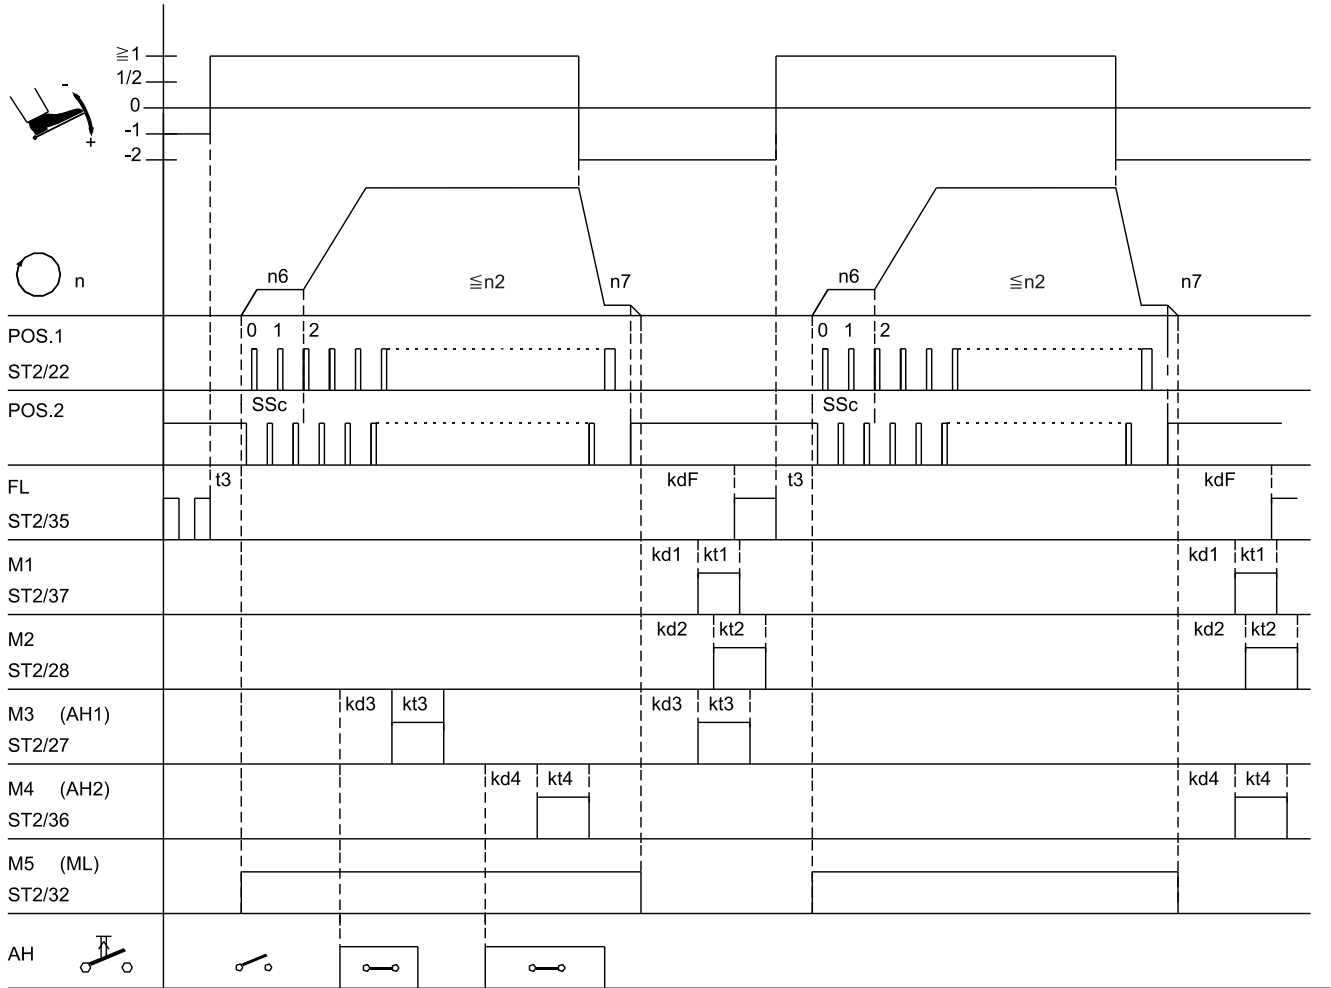 ≧1
1/2
0
-1
-2
-
+
n
n6
≦n2
n7
n6
≦n2
n7
POS.1
0 1 2
0 1 2
ST2/22
POS.2
SSc
SSc
FL
t3
kdF
t3
kdF
ST2/35
M1
kd1 kt1
kd1 kt1
ST2/37
M2
kd2 kt2
kd2 kt2
ST2/28
M3 (AH1)
kd3 kt3
kd3 kt3
ST2/27
M4 (AH2)
kd4 kt4
kd4 kt4
ST2/36
M5 (ML)
ST2/32
AH